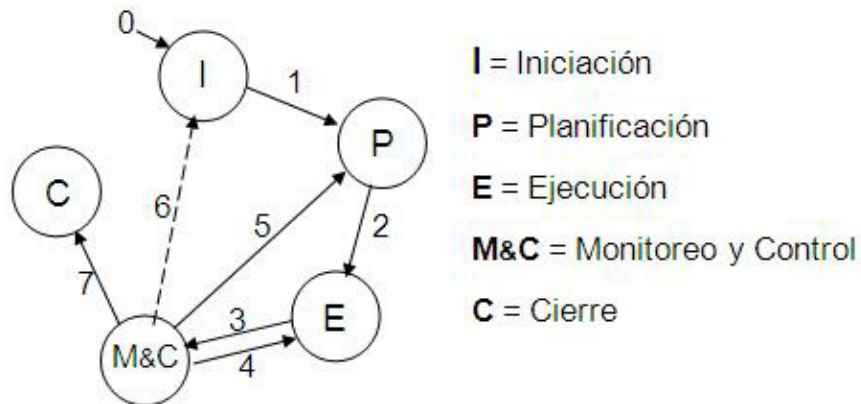 0
I
1
P
C
6
5
2
7
3
E
M&C
4
I = Iniciación
P = Planificación
E = Ejecución
M&C = Monitoreo y Control
C = Cierre